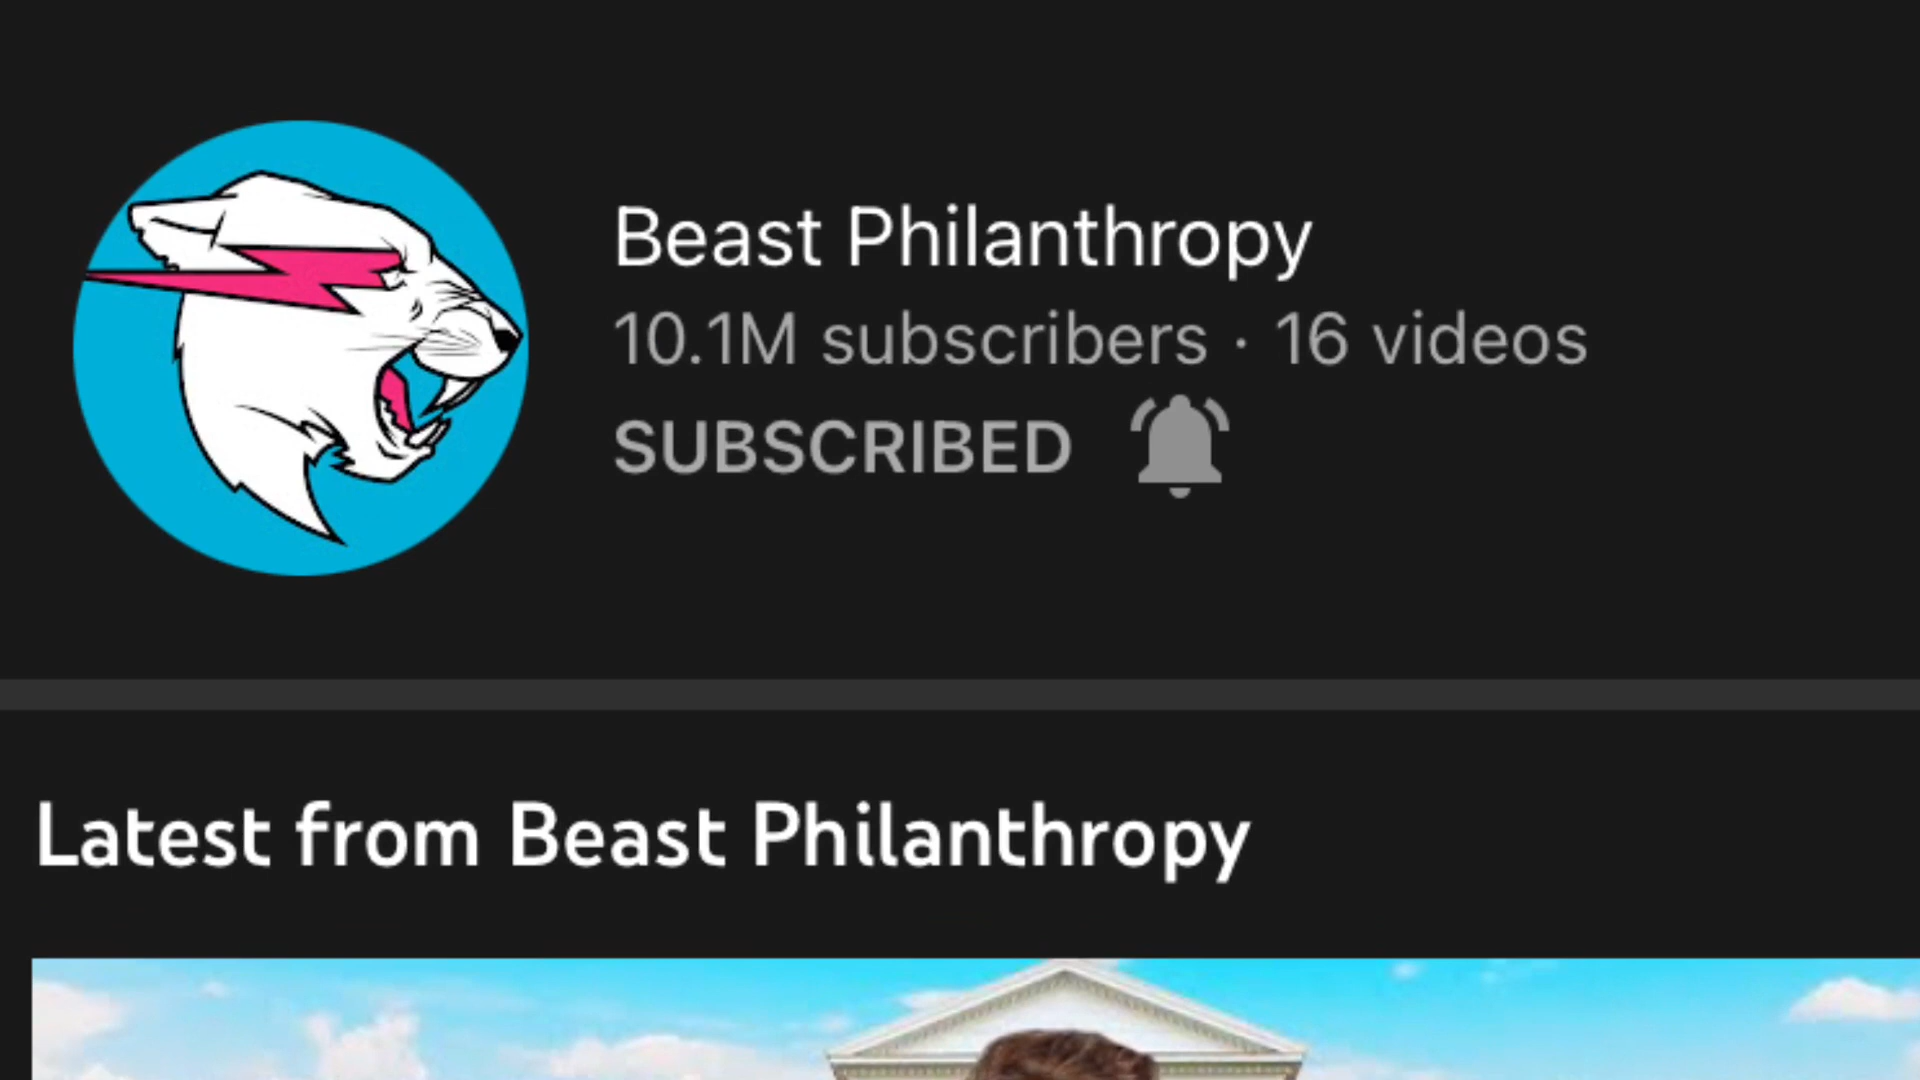 Beast Philanthropy
10.1M subscribers · 16 videos
SUBSCRIBED
Latest from Beast Philanthropy